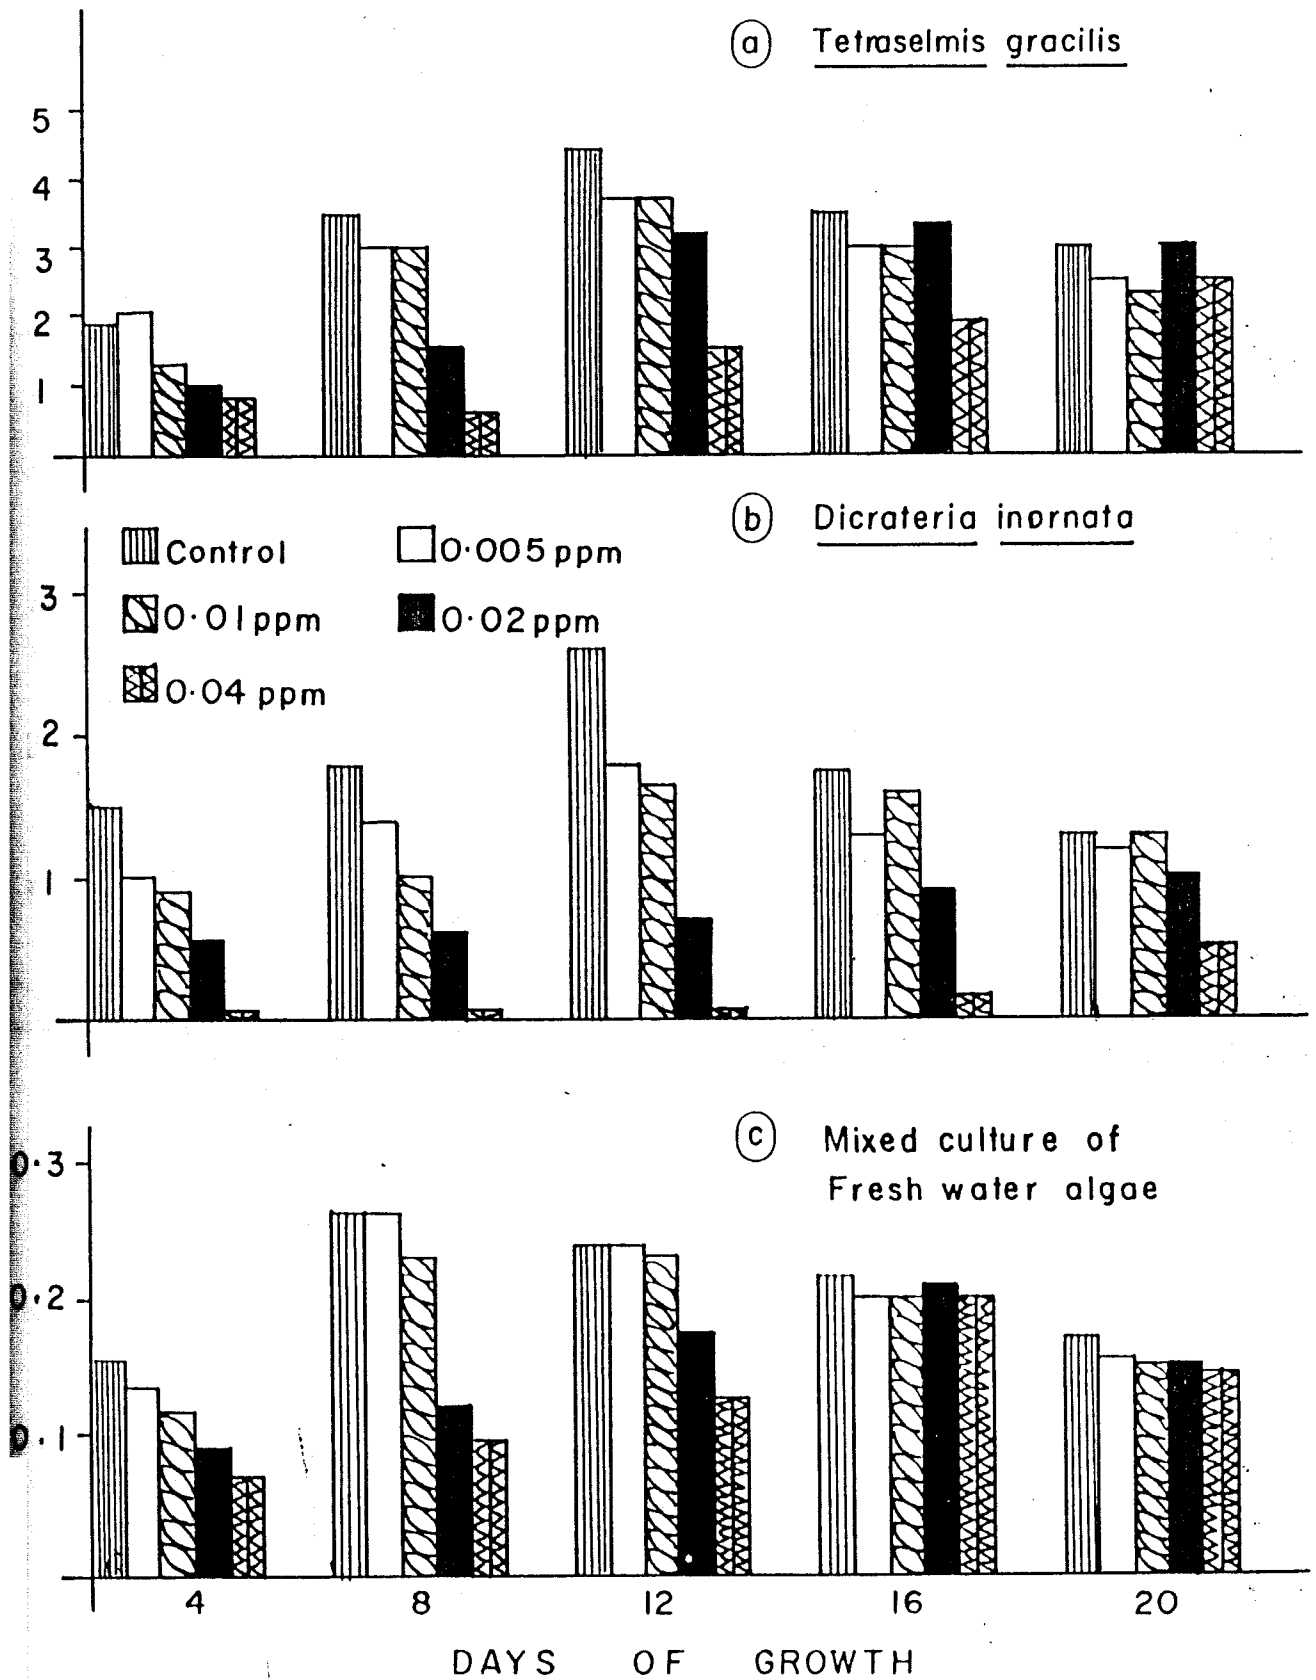 a Tetraselmis gracilis
5
4
3
2
1
b Dicrateria inornata
Control 0.005 ppm
0.01 ppm 0.02 ppm
0.04 ppm
3
2
1
c Mixed culture of
Fresh water algae
0.3
0.2
0.1
4 8 12 16 20
DAYS OF GROWTH